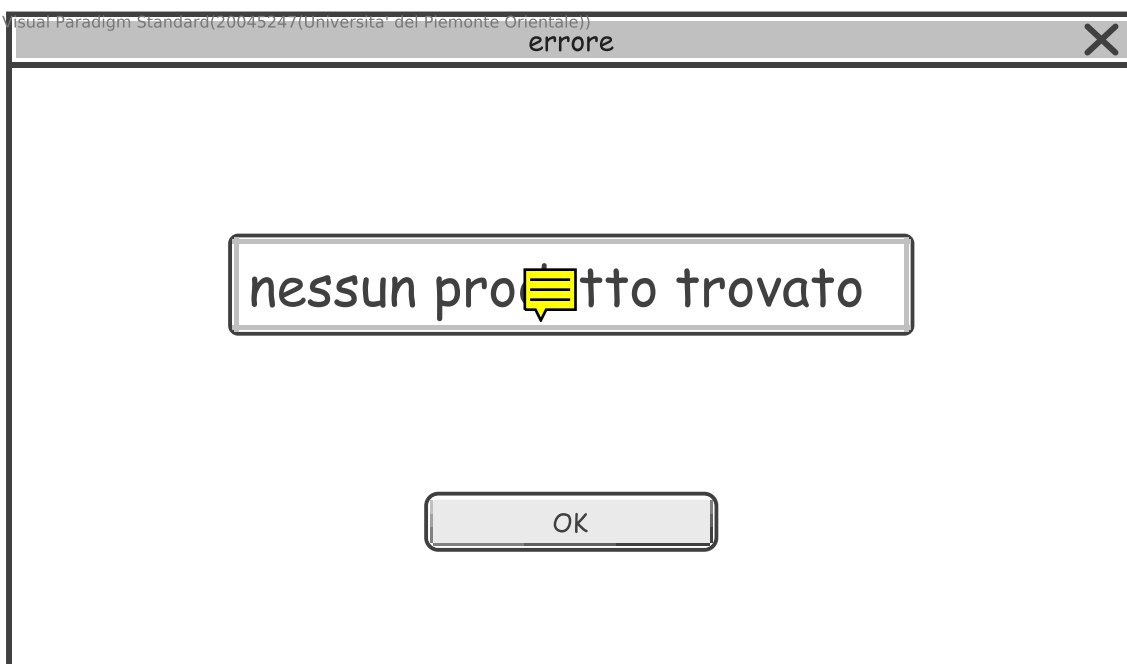 Visual Paradigm Standard(20045247(Universita' del Piemonte Orientale))
errore
nessun prodotto trovato
OK